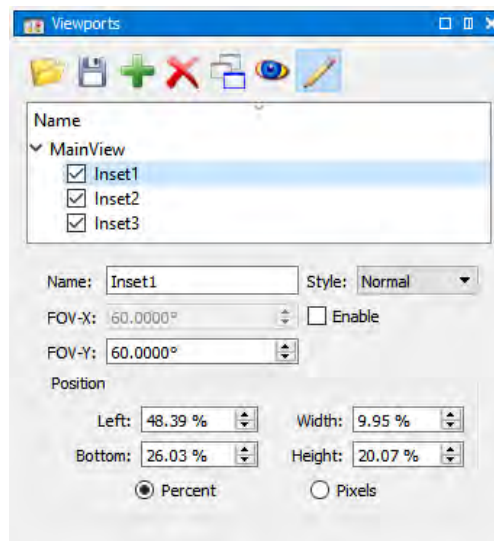 Viewports
Name
MainView
Inset1
Inset2
Inset3
Name: Inset1 Style: Normal
FOV-X: 60.0000° Enable
FOV-Y: 60.0000°
Position
Left: 48.39 % Width: 9.95 %
Bottom: 26.03 % Height: 20.07 %
Percent Pixels